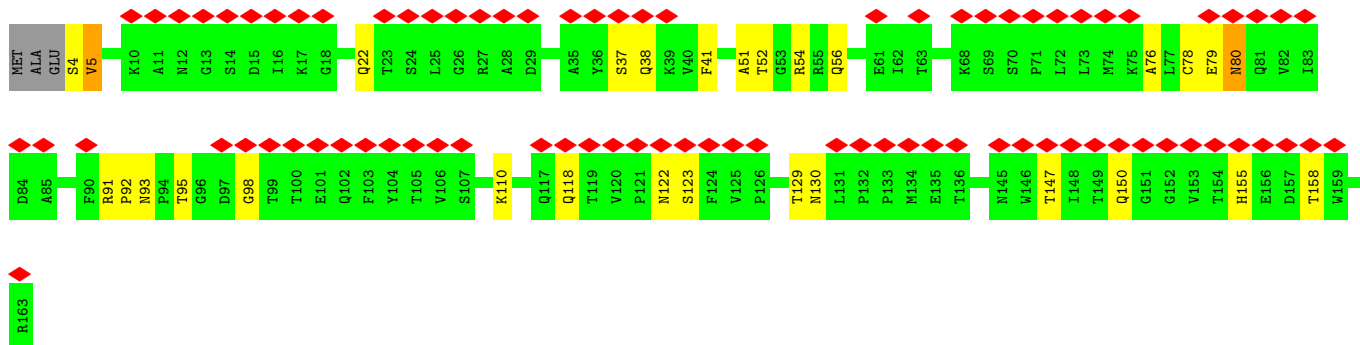 MET ALA GLU S4 V5 K10 A11 N12 G13 S14 D15 I16 K17 G18 Q22 T23 S24 L25 G26 R27 A28 D29 A35 Y36 S37 Q38 K39 V40 F41 A51 T52 G53 R54 R55 Q56 E61 I62 T63 K68 S69 S70 P71 L72 L73 M74 K75 A76 L77 C78 E79 N80 Q81 V82 I83
D84 A85 F90 R91 P92 N93 P94 T95 G96 D97 G98 T99 T100 E101 Q102 F103 Y104 T105 V106 S107 K110 Q117 Q118 T119 V120 P121 N122 S123 F124 V125 P126 T129 N130 L131 P132 P133 M134 E135 T136 N145 W146 T147 I148 T149 Q150 G151 G152 V153 T154 H155 E156 D157 T158 W159
R163